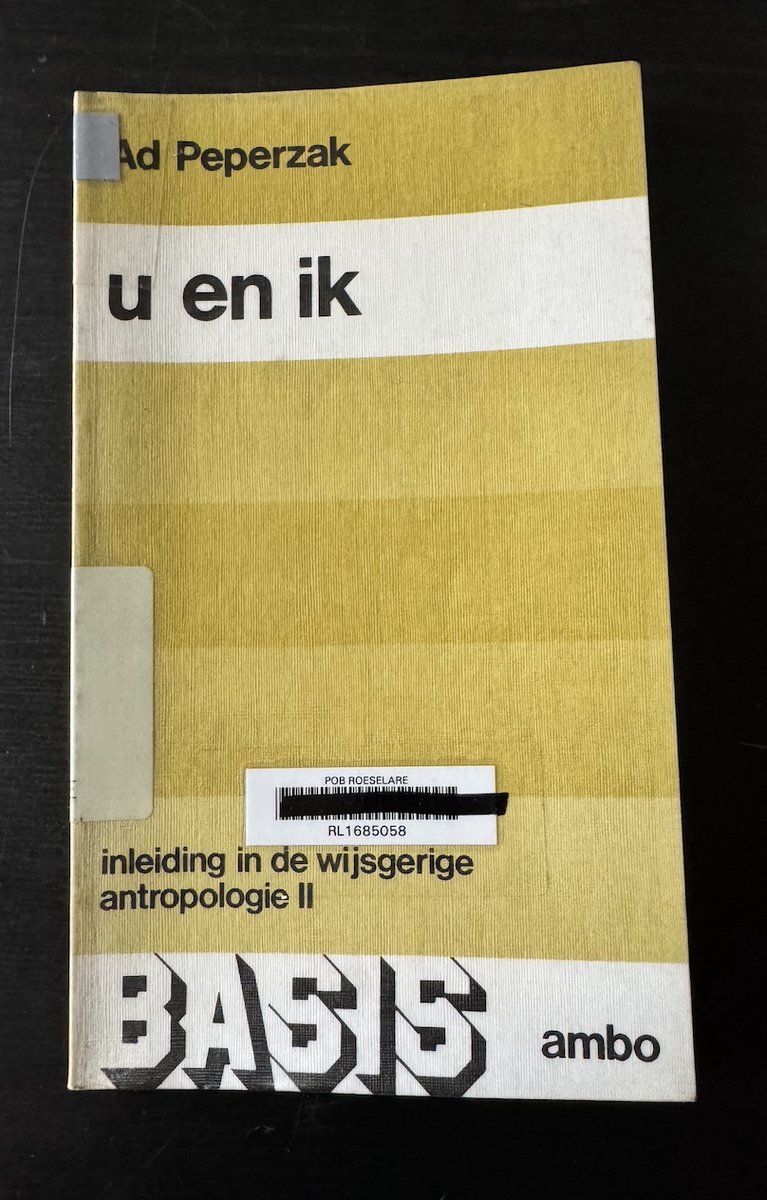 Ad Peperzak
u en ik
POB ROESELARE
RL1685058
inleiding in de wijsgerige
antropologie II
BASIS
ambo